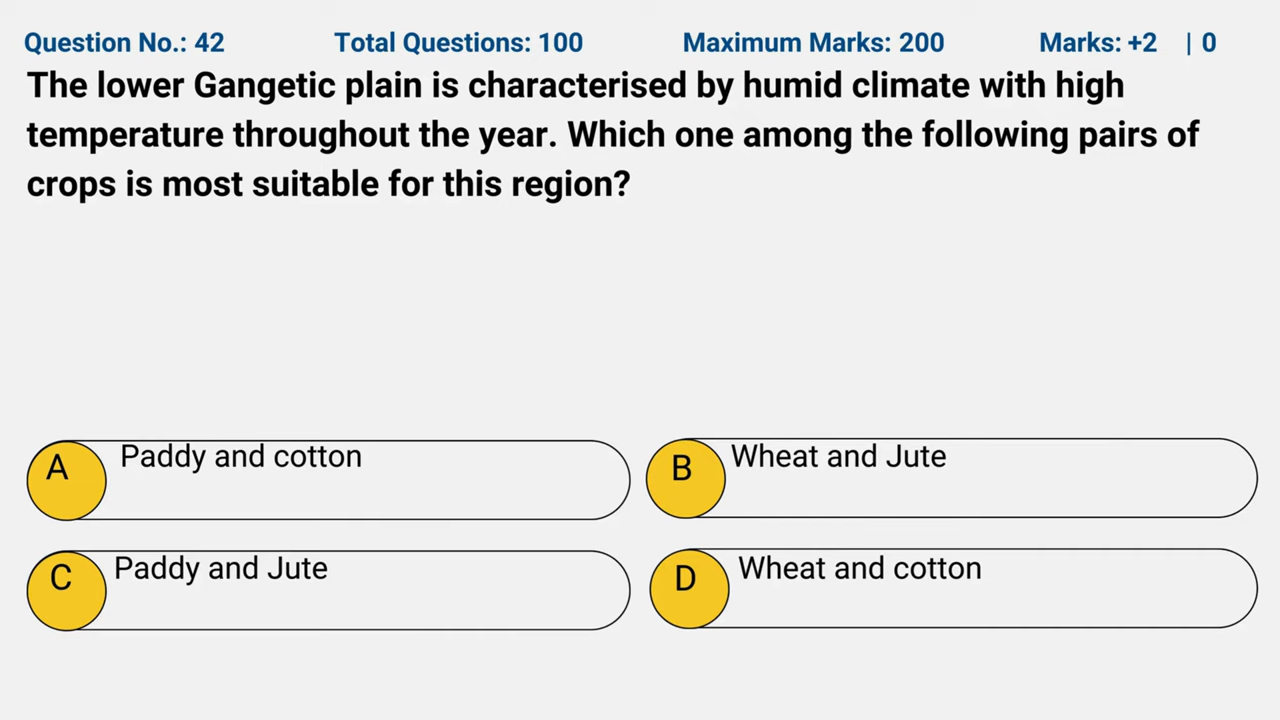 Question No.: 42 Total Questions: 100 Maximum Marks: 200 Marks: +2 | 0
The lower Gangetic plain is characterised by humid climate with high
temperature throughout the year. Which one among the following pairs of
crops is most suitable for this region?
A Paddy and cotton
B Wheat and Jute
C Paddy and Jute
D Wheat and cotton